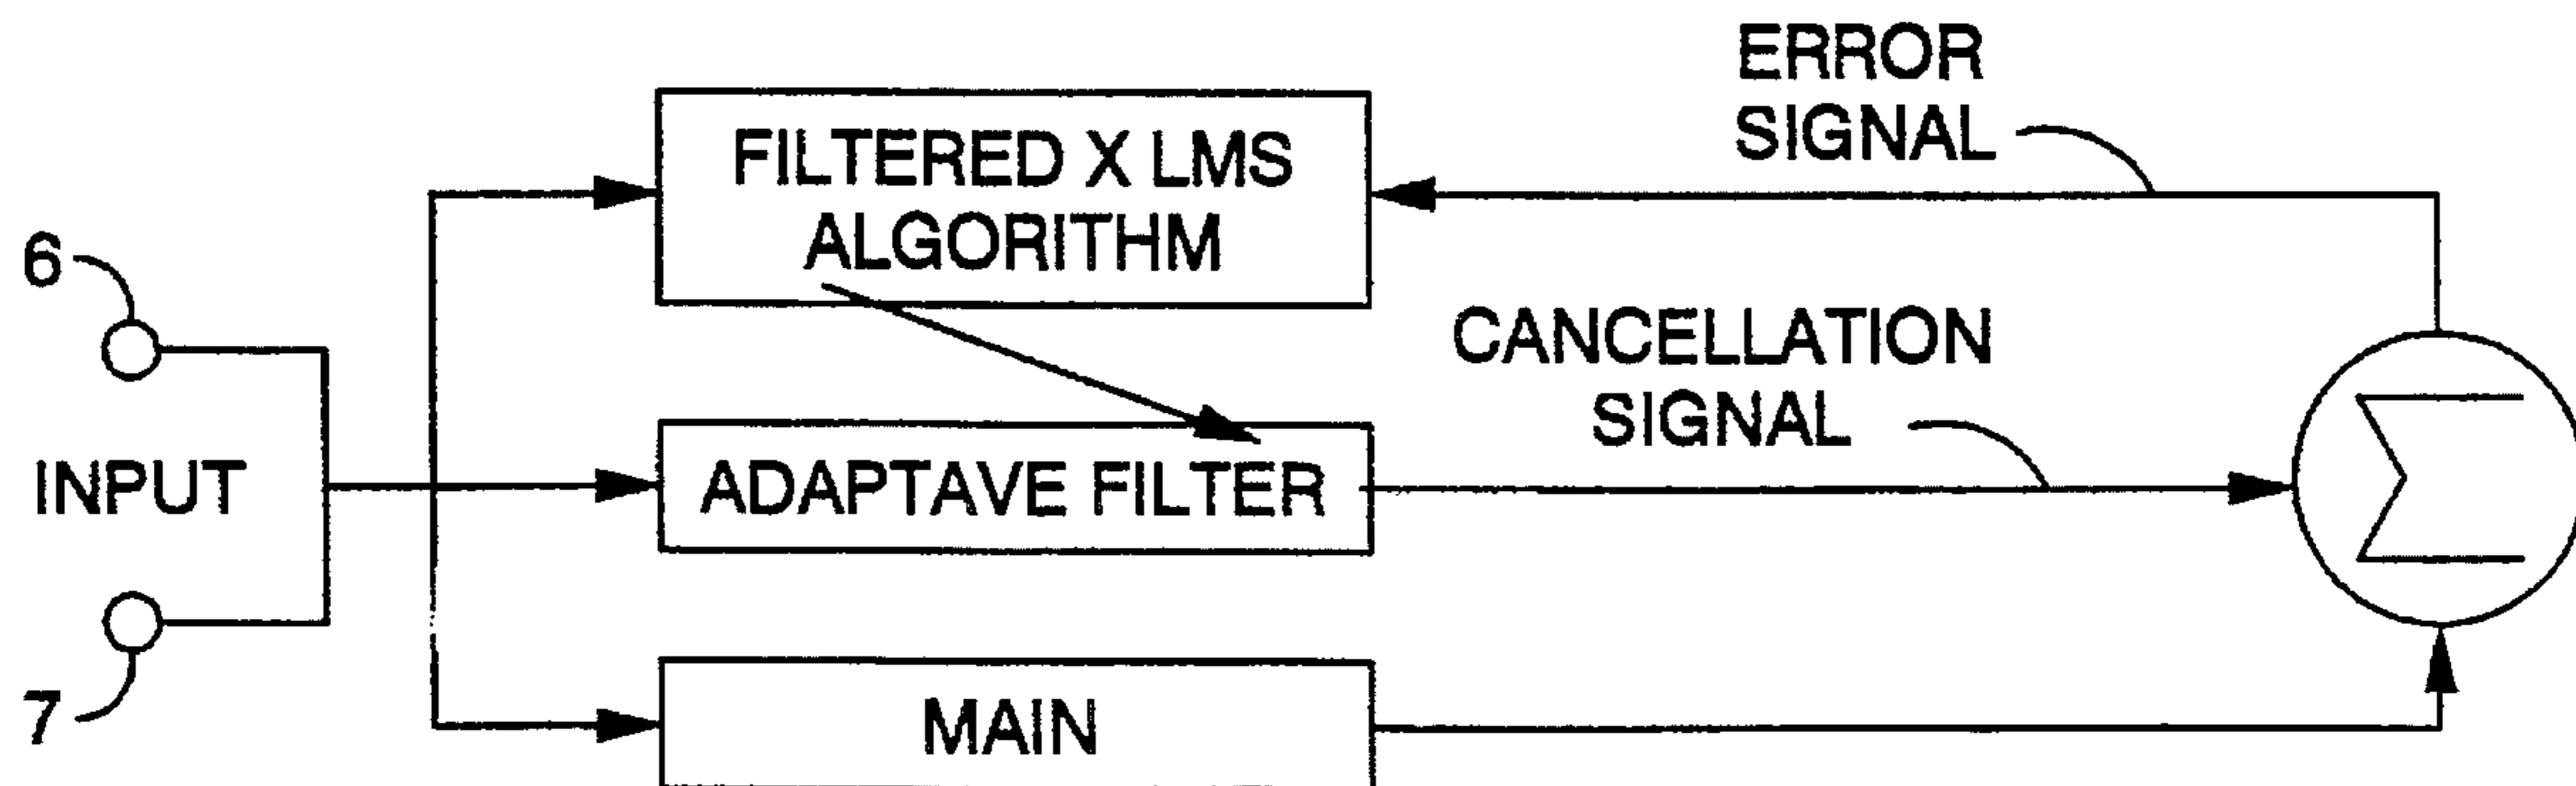 ERROR
SIGNAL
FILTERED X LMS
ALGORITHM
6
CANCELLATION
SIGNAL
INPUT
ADAPTAVE FILTER
Σ
7
MAIN